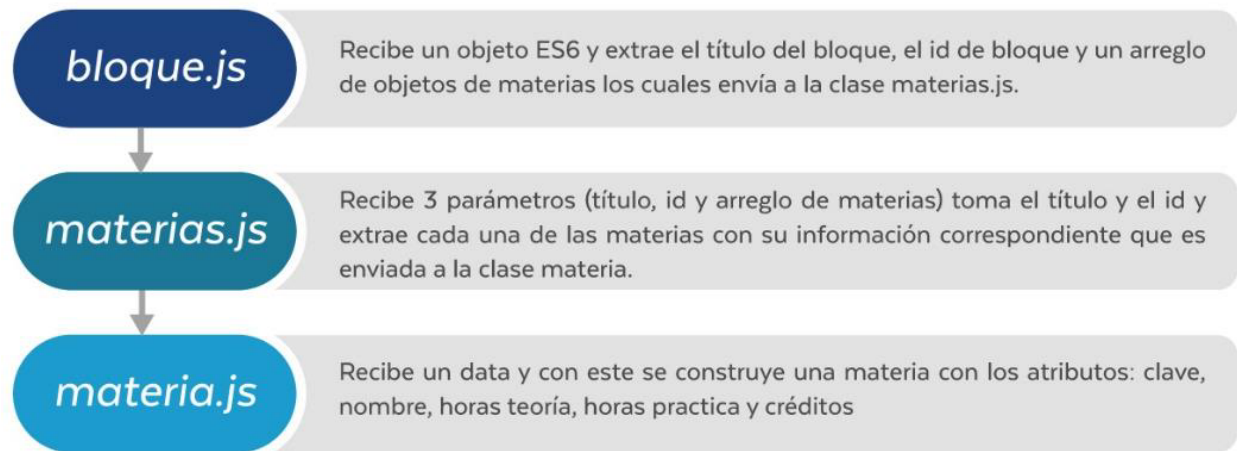 bloque.js
Recibe un objeto ES6 y extrae el título del bloque, el id de bloque y un arreglo
de objetos de materias los cuales envía a la clase materias.js.
materias.js
Recibe 3 parámetros (título, id y arreglo de materias) toma el título y el id y
extrae cada una de las materias con su información correspondiente que es
enviada a la clase materia.
materia.js
Recibe un data y con este se construye una materia con los atributos: clave,
nombre, horas teoría, horas practica y créditos